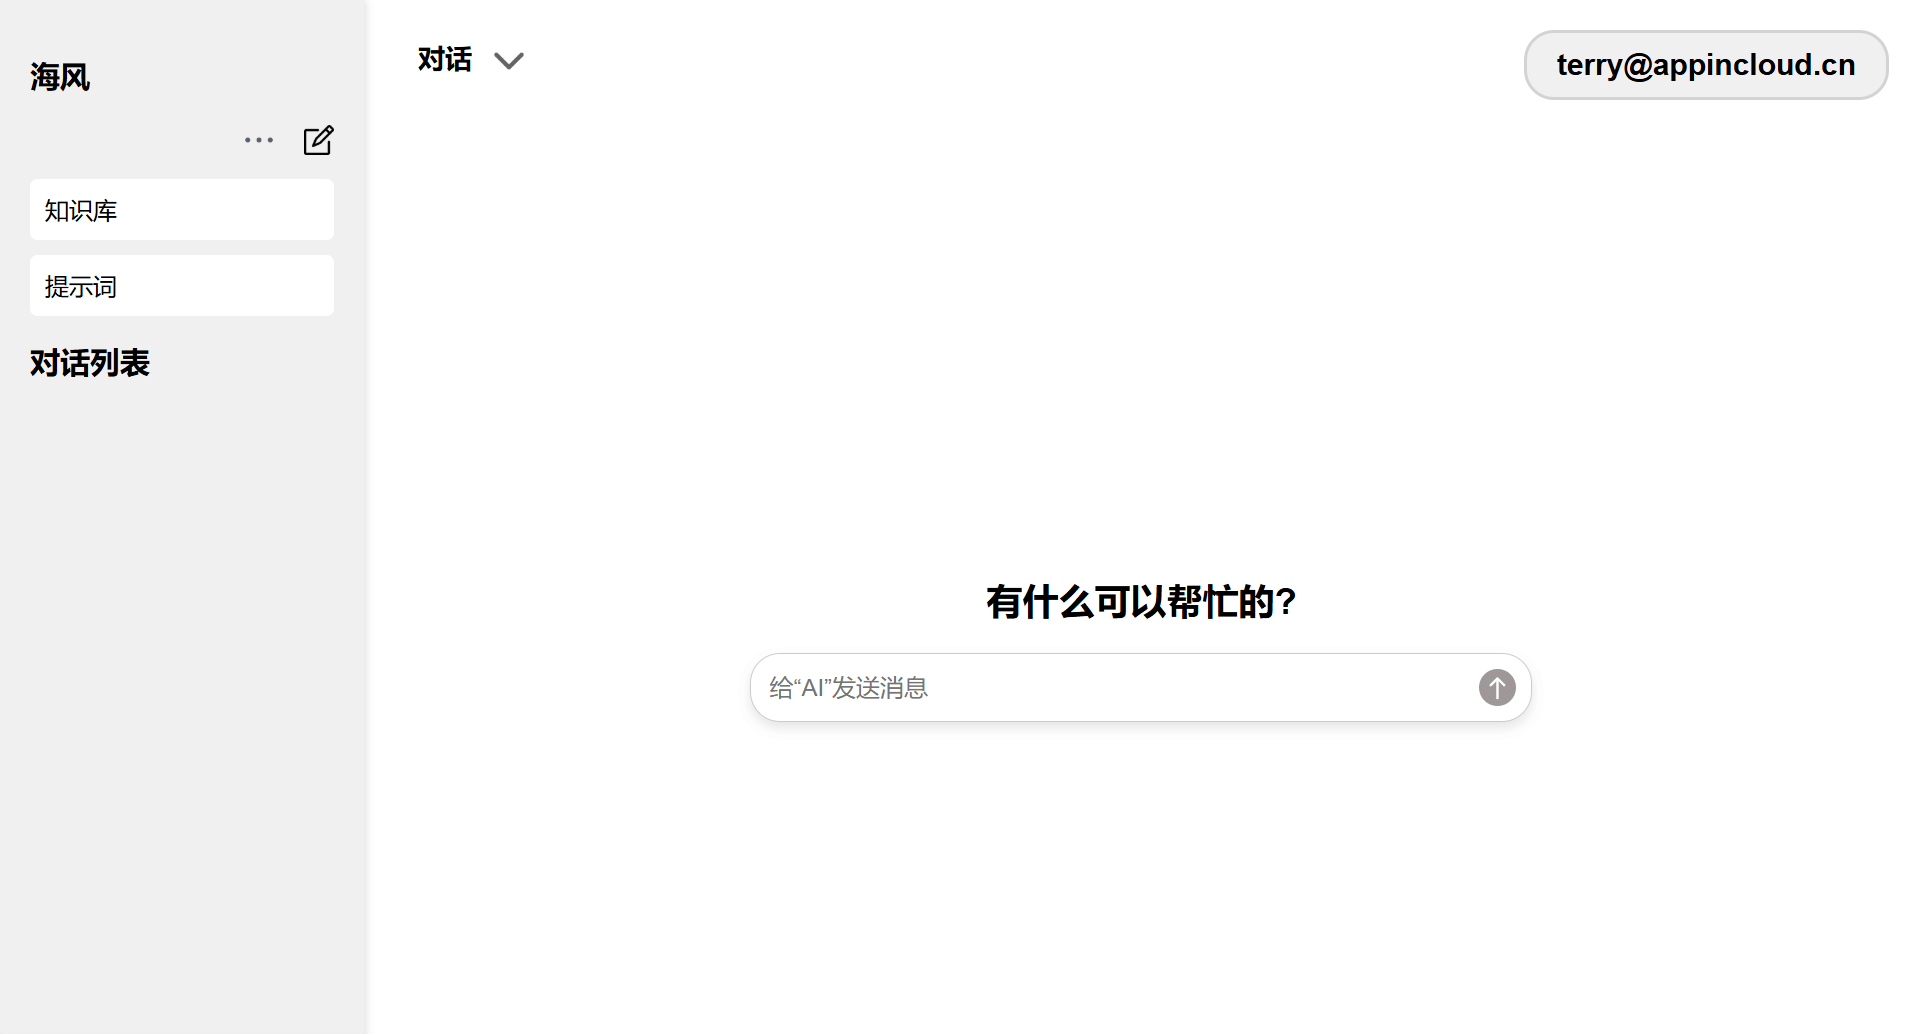 海风
知识库
提示词
对话列表
对话
terry@appincloud.cn
有什么可以帮忙的?
给“AI”发送消息